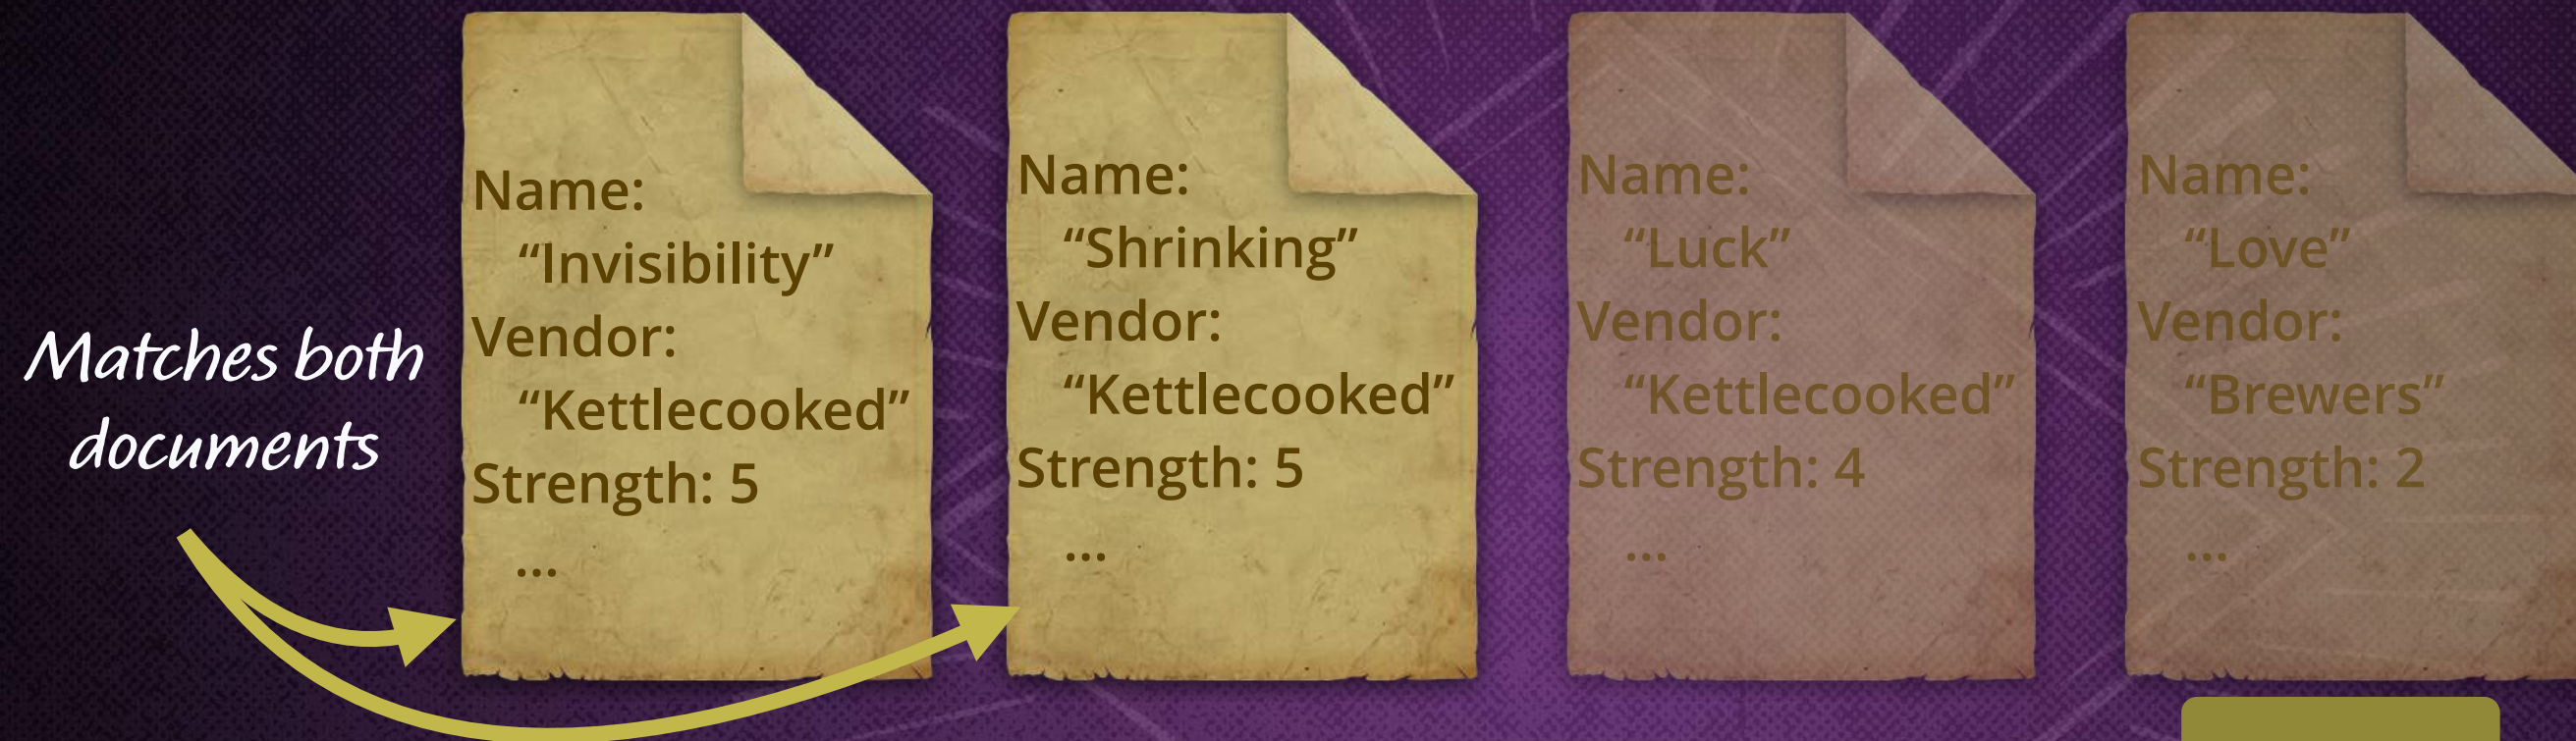 Matches both
documents
Name:
“Invisibility”
Vendor:
“Kettlecooked”
Strength: 5
...
Name:
“Shrinking”
Vendor:
“Kettlecooked”
Strength: 5
...
Name:
“Luck”
Vendor:
“Kettlecooked”
Strength: 4
...
Name:
“Love”
Vendor:
“Brewers”
Strength: 2
...